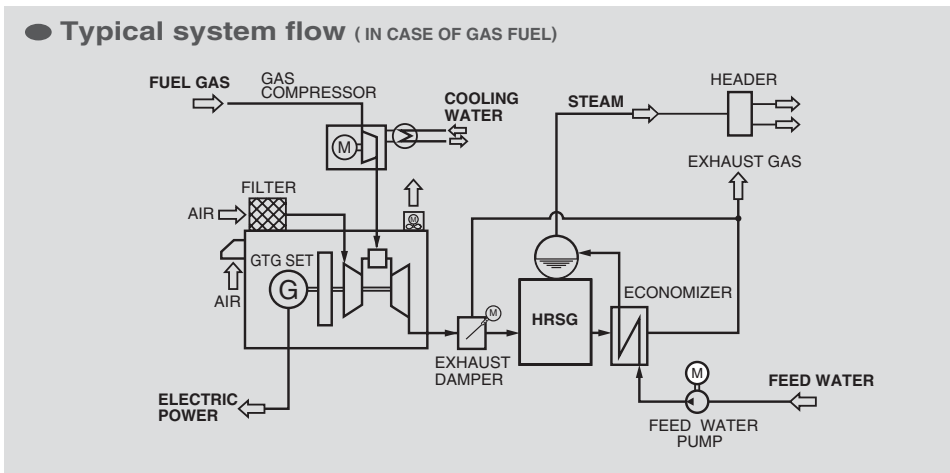 Typical system flow ( IN CASE OF GAS FUEL)
FUEL GAS
GAS
COMPRESSOR
COOLING
WATER
STEAM
HEADER
M
EXHAUST GAS
FILTER
AIR
M
GTG SET
AIR
G
M
HRSG
ECONOMIZER
EXHAUST
DAMPER
M
ELECTRIC
POWER
FEED WATER
FEED WATER
PUMP